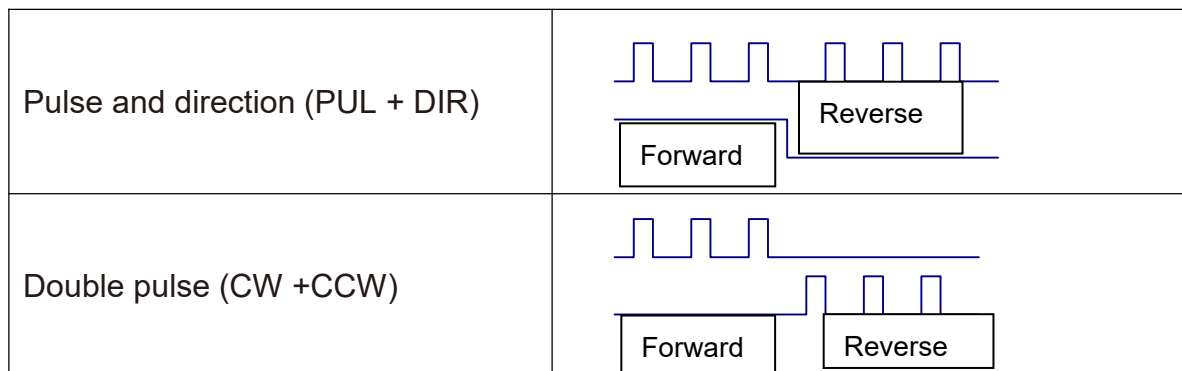 Pulse and direction (PUL + DIR)
Reverse
Forward
Double pulse (CW +CCW)
Forward
Reverse